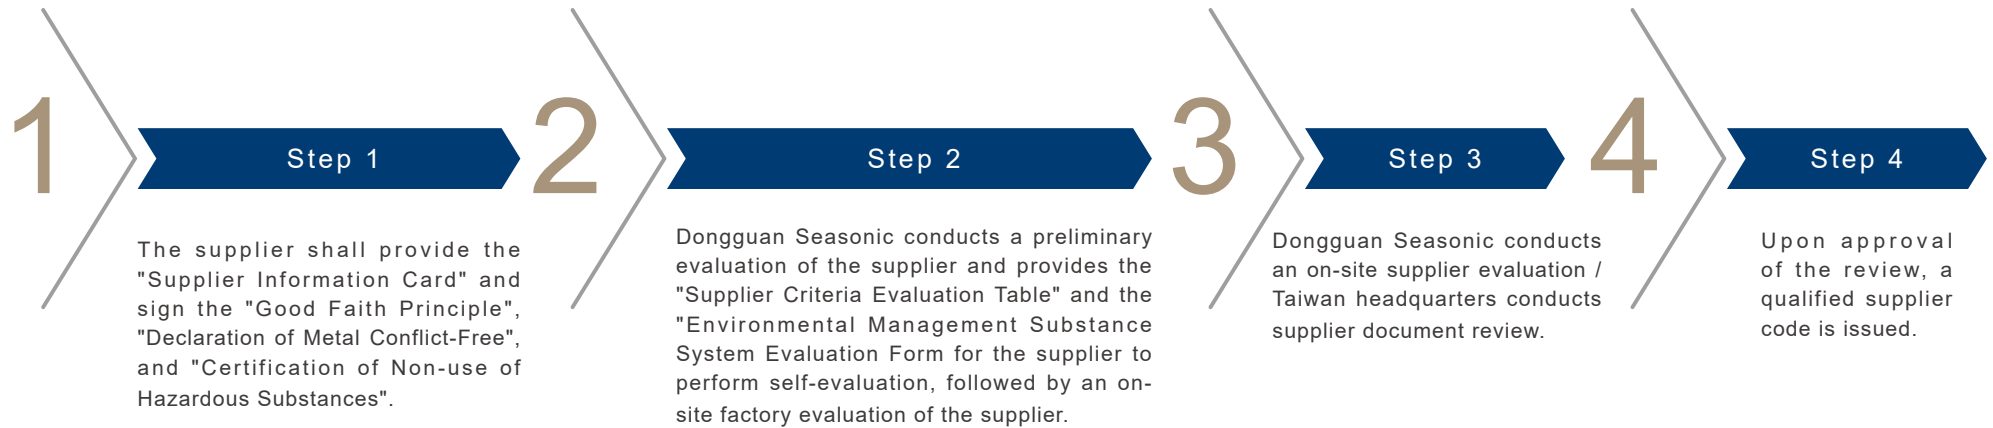 1
Step 1
The supplier shall provide the
"Supplier Information Card" and
sign the "Good Faith Principle",
"Declaration of Metal Conflict-Free",
and "Certification of Non-use of
Hazardous Substances".
2
Step 2
Dongguan Seasonic conducts a preliminary
evaluation of the supplier and provides the
"Supplier Criteria Evaluation Table" and the
"Environmental Management Substance
System Evaluation Form for the supplier to
perform self-evaluation, followed by an on-
site factory evaluation of the supplier.
3
Step 3
Dongguan Seasonic conducts
an on-site supplier evaluation /
Taiwan headquarters conducts
supplier document review.
4
Step 4
Upon approval
of the review, a
qualified supplier
code is issued.